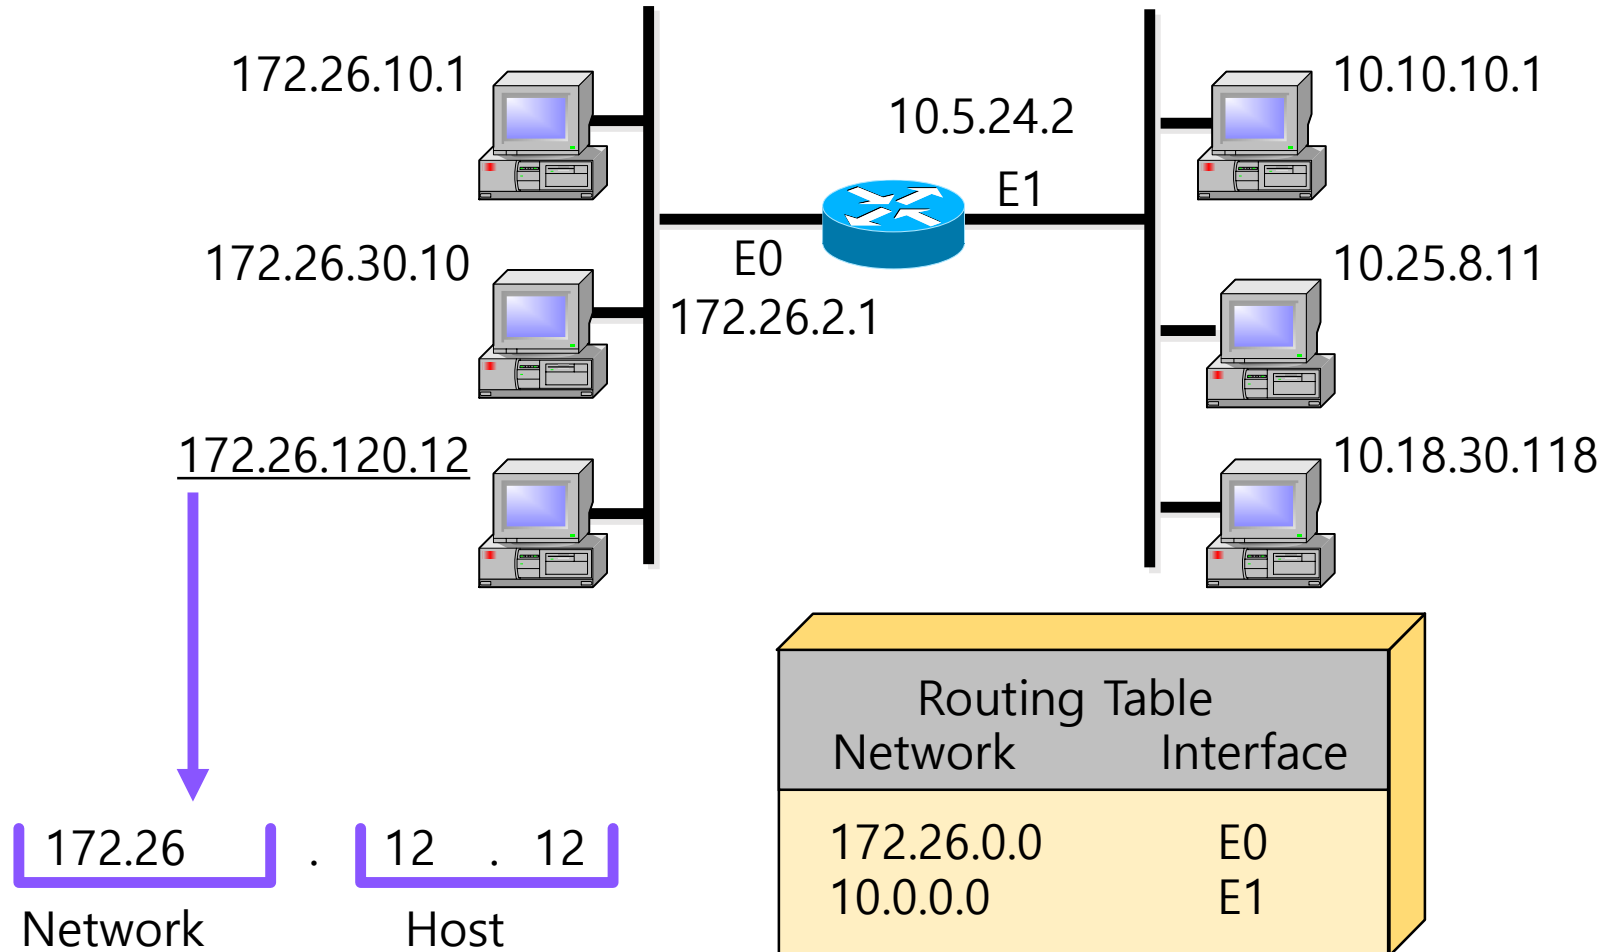 172.26.10.1
10.10.10.1
10.5.24.2
E1
172.26.30.10
E0
10.25.8.11
172.26.2.1
172.26.120.12
10.18.30.118
Routing Table
Network Interface
172.26.0.0 E0
10.0.0.0 E1
172.26 . 12 . 12
Network Host